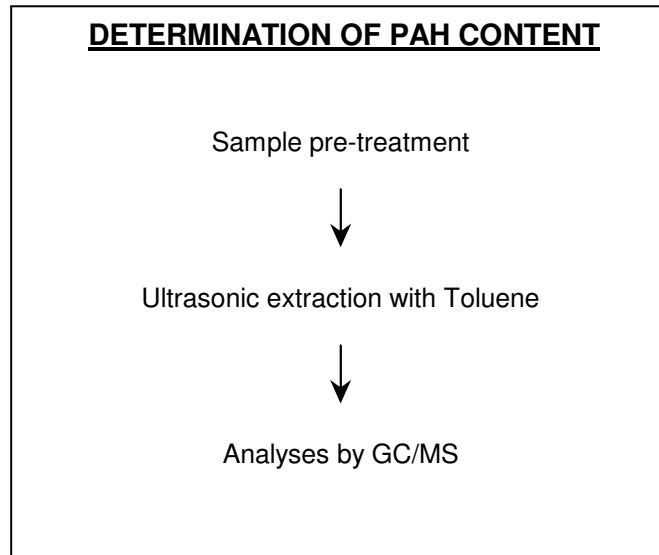 DETERMINATION OF PAH CONTENT
Sample pre-treatment
Ultrasonic extraction with Toluene
Analyses by GC/MS